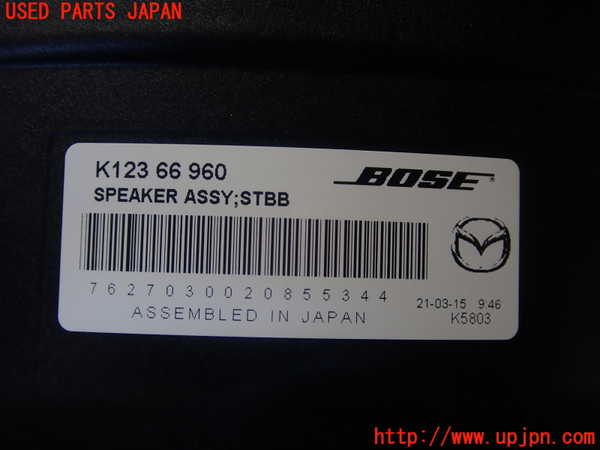 USED PARTS JAPAN
K123 66 960
BOSE®
SPEAKER ASSY;STBB
7627030020855344
21-03-15 9:46
ASSEMBLED IN JAPAN
K5803
http://www.upjpn.com/